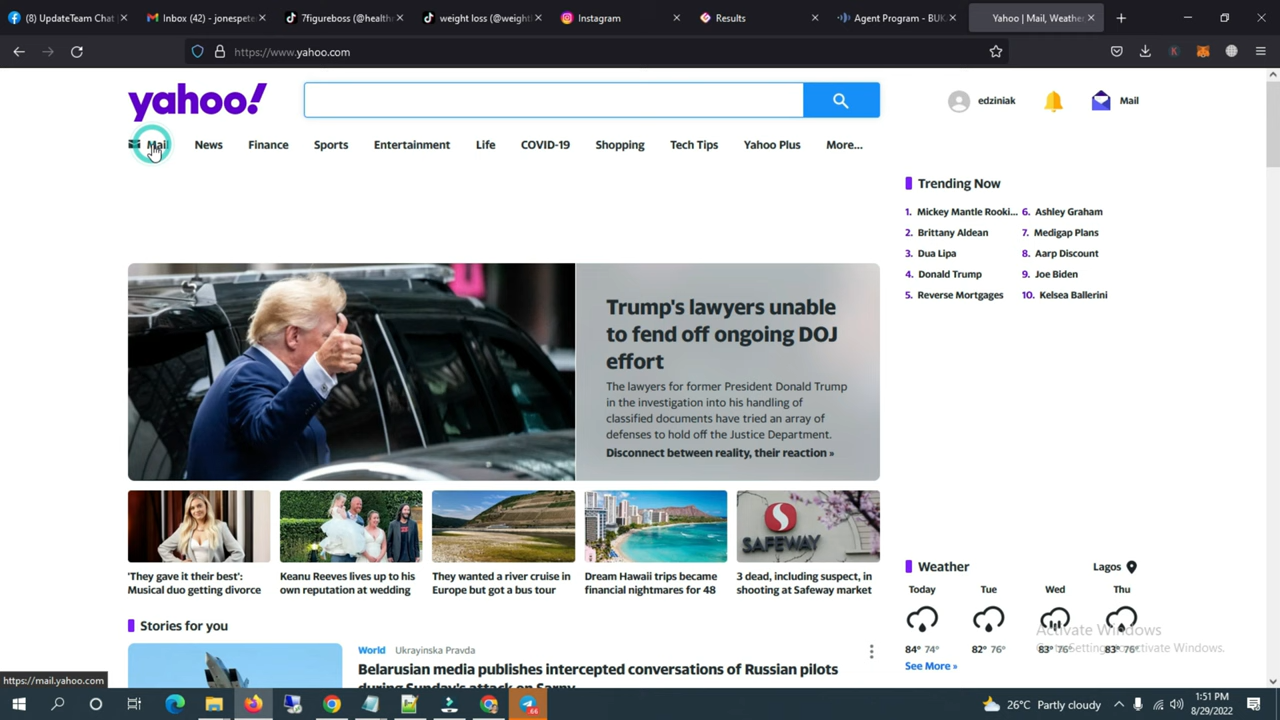 (8) UpdateTeam Chat
Inbox (42) - jonespete
7figureboss (@health
weight loss (@weight
Instagram
Results
Agent Program - BUK
Yahoo | Mail, Weathe
https://www.yahoo.com
yahoo!
edziniak
Mail
Mail
News
Finance
Sports
Entertainment
Life
COVID-19
Shopping
Tech Tips
Yahoo Plus
More...
Trending Now
1. Mickey Mantle Rooki...
6. Ashley Graham
2. Brittany Aldean
7. Medigap Plans
3. Dua Lipa
8. Aarp Discount
4. Donald Trump
9. Joe Biden
5. Reverse Mortgages
10. Kelsea Ballerini
Trump's lawyers unable
to fend off ongoing DOJ
effort
The lawyers for former President Donald Trump
in the investigation into his handling of
classified documents have tried an array of
defenses to hold off the Justice Department.
Disconnect between reality, their reaction »
SAFEWAY
'They gave it their best':
Musical duo getting divorce
Keanu Reeves lives up to his
own reputation at wedding
They wanted a river cruise in
Europe but got a bus tour
Dream Hawaii trips became
financial nightmares for 48
3 dead, including suspect, in
shooting at Safeway market
Weather
Lagos
Today
Tue
Wed
Thu
84° 74°
82° 76°
83° 76°
83° 76°
See More »
Activate Windows
Stories for you
World
Ukrayinska Pravda
Belarusian media publishes intercepted conversations of Russian pilots
during Sunday's attack on Sarny
https://mail.yahoo.com
44
26°C Partly cloudy
1:51 PM
8/29/2022